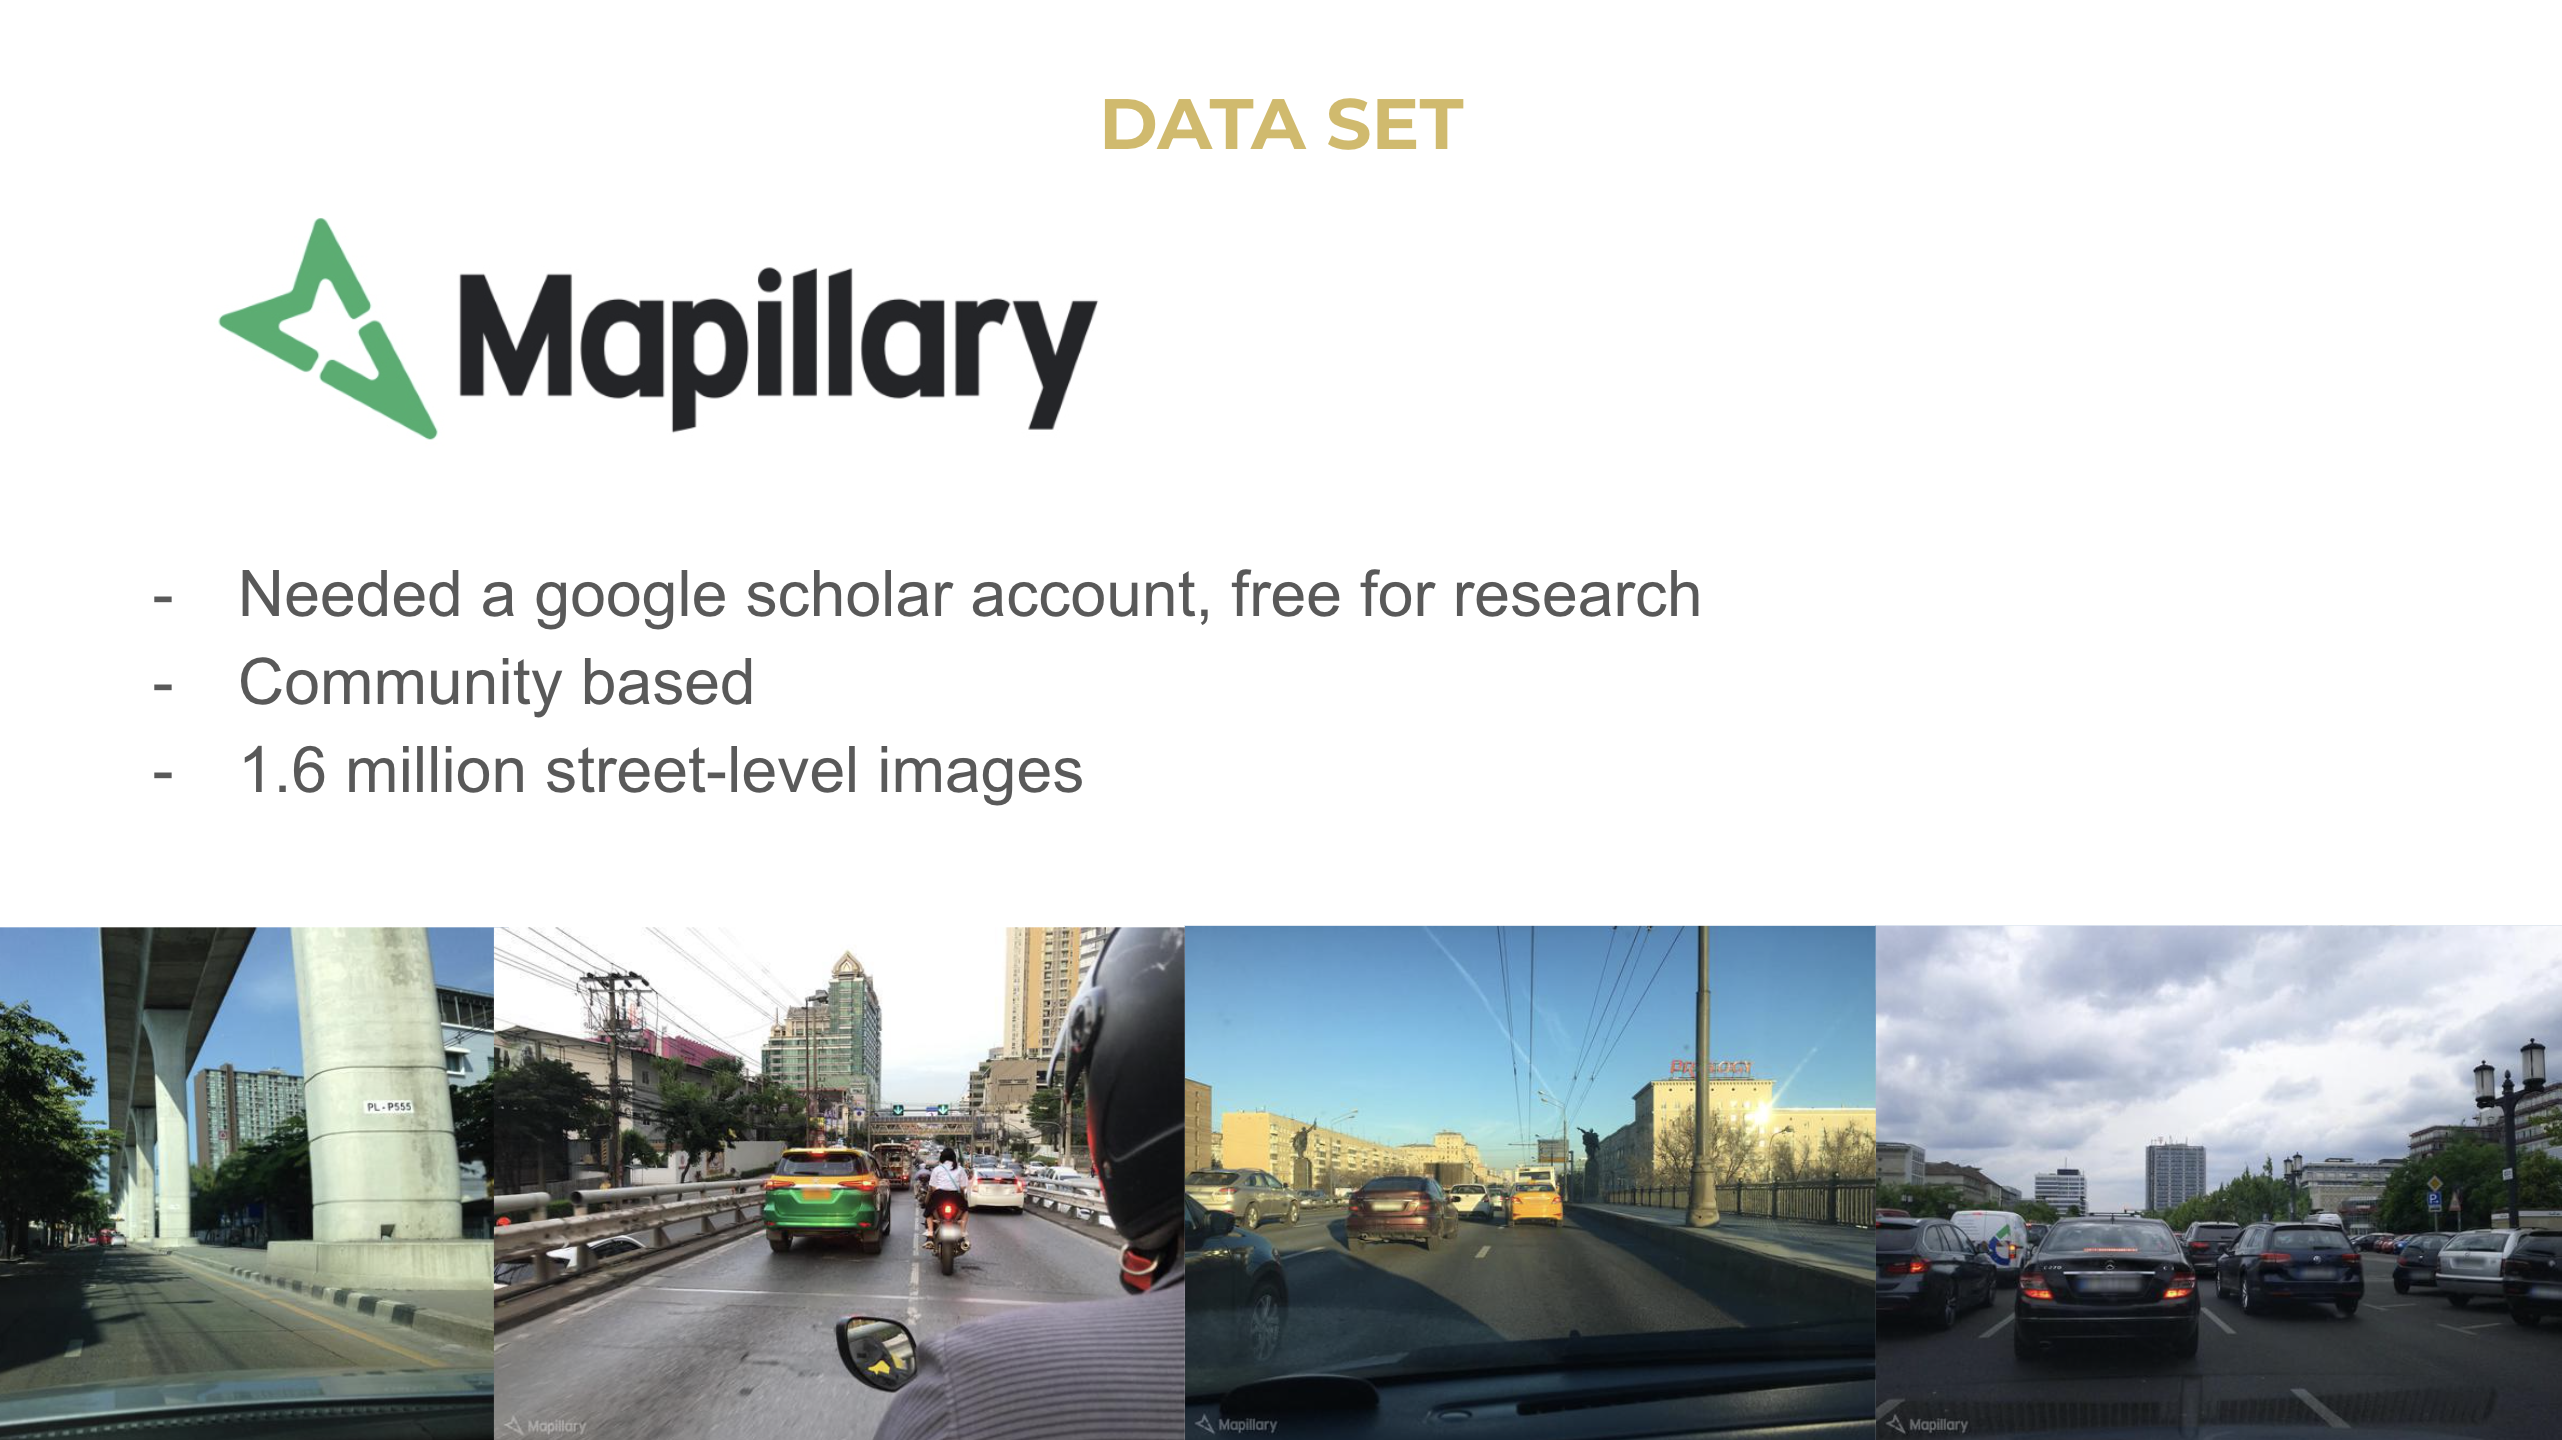 DATA SET
Mapillary
- Needed a google scholar account, free for research
- Community based
- 1.6 million street-level images
PL-P555
Mapillary
Mapillary
Mapillary